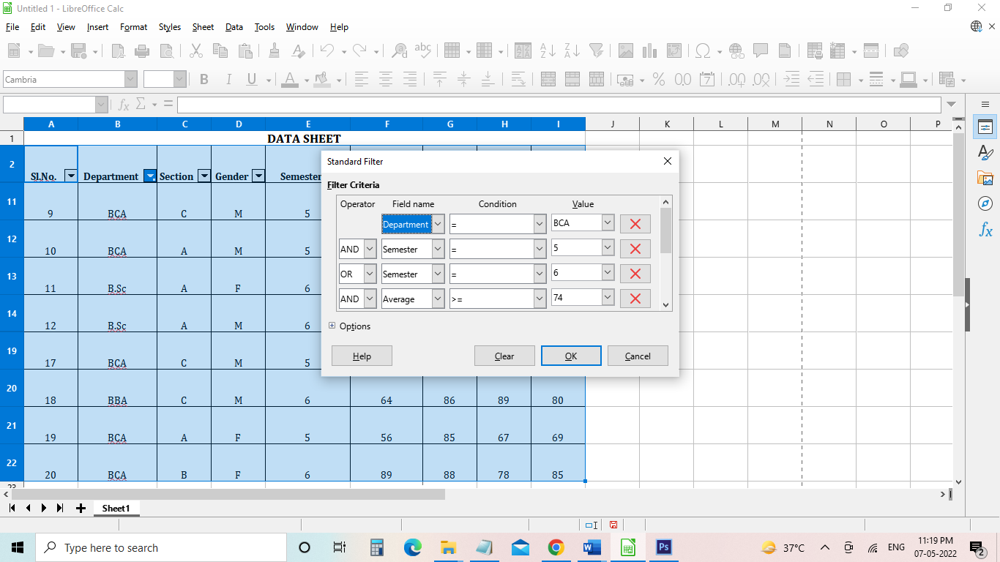 Untitled 1 - LibreOffice Calc
File Edit View Insert Format Styles Sheet Data Tools Window Help
Cambria
A B C D E F G H I J K L M N O P
1 DATA SHEET
2 Sl.No. Department Section Gender Semester
11 9 BCA C M 5
12 10 BCA A M 5
13 11 B.Sc A F 6
14 12 B.Sc A M 6
19 17 BCA C M 5
20 18 BBA C M 6 64 86 89 80
21 19 BCA A F 5 56 85 67 69
22 20 BCA B F 6 89 88 78 85
23
Standard Filter
Filter Criteria
Operator Field name Condition Value
Department = BCA
AND Semester = 5
OR Semester = 6
AND Average >= 74
Options
Help Clear OK Cancel
Sheet1
Type here to search
37°C ENG 11:19 PM
07-05-2022 2